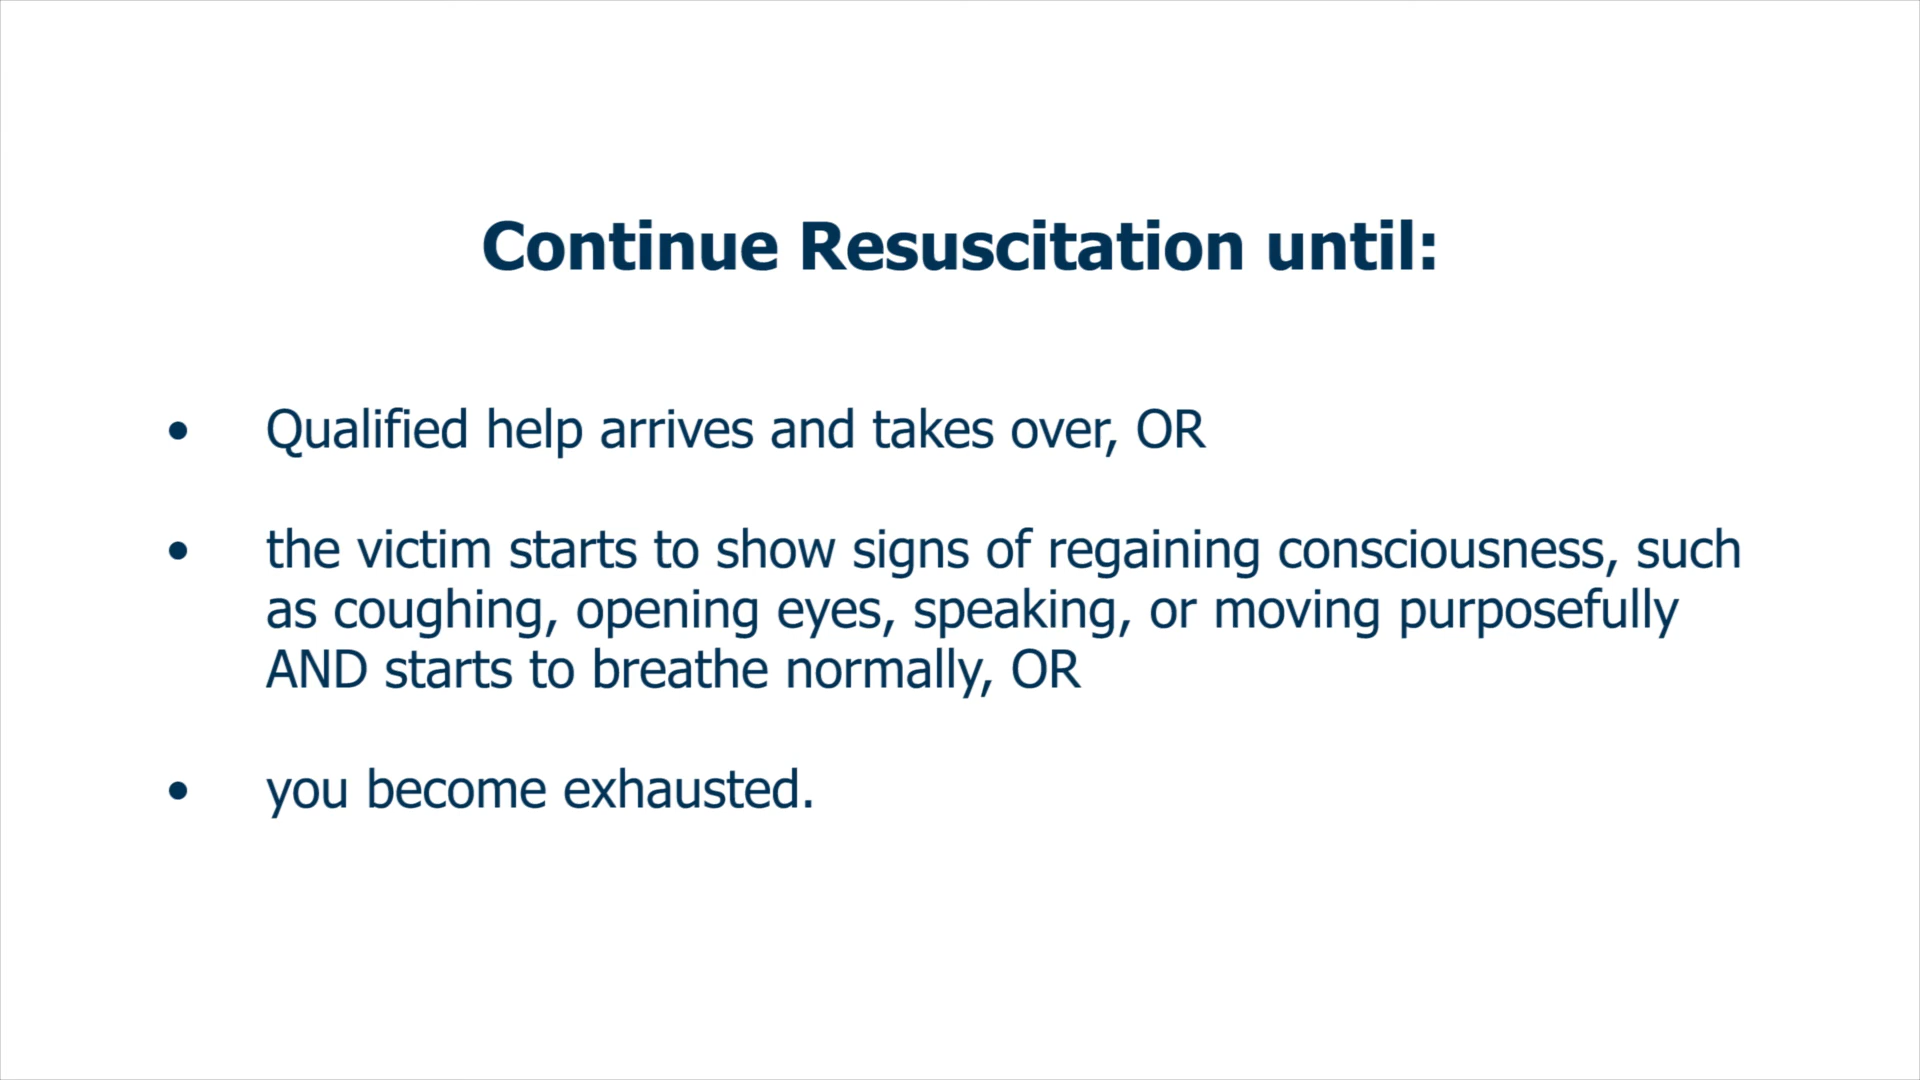 Continue Resuscitation until:
• Qualified help arrives and takes over, OR
• the victim starts to show signs of regaining consciousness, such
as coughing, opening eyes, speaking, or moving purposefully
AND starts to breathe normally, OR
• you become exhausted.